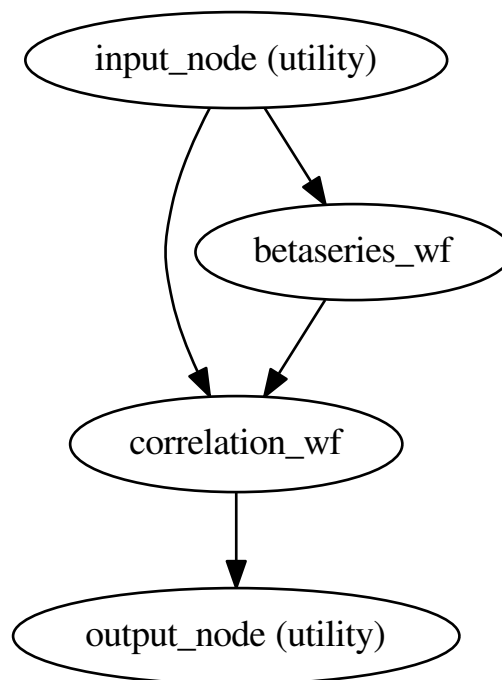 input_node (utility)
betaseries_wf
correlation_wf
output_node (utility)